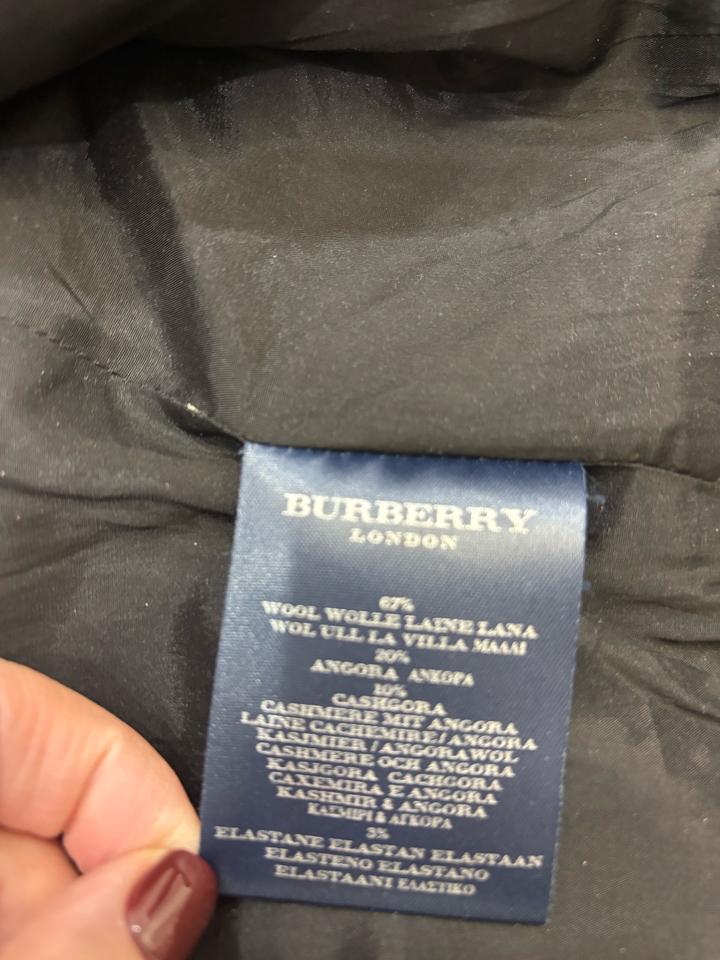 BURBERRY
LONDON
67%
WOOL WOLLE LAINE LANA
WOL ULL LA VILLA МАЛЛІ
20%
ANGORA ΑΝΚΟΡΑ
10%
CASHGORA
CASHMERE MIT ANGORA
LAINE CACHEMIRE/ANGORA
KASJMIER/ANGORAWOL
CASHMERE OCH ANGORA
KASJGORA CACHGORA
CAXEMIRA E ANGORA
KASHMIR & ANGORA
ΚΑΣΜΙΡΙ & ΑΓΚΟΡΑ
3%
ELASTANE ELASTAN ELASTAAN
ELASTENO ELASTANO
ELASTAANI ΕΛΑΣΤΙΚΟ